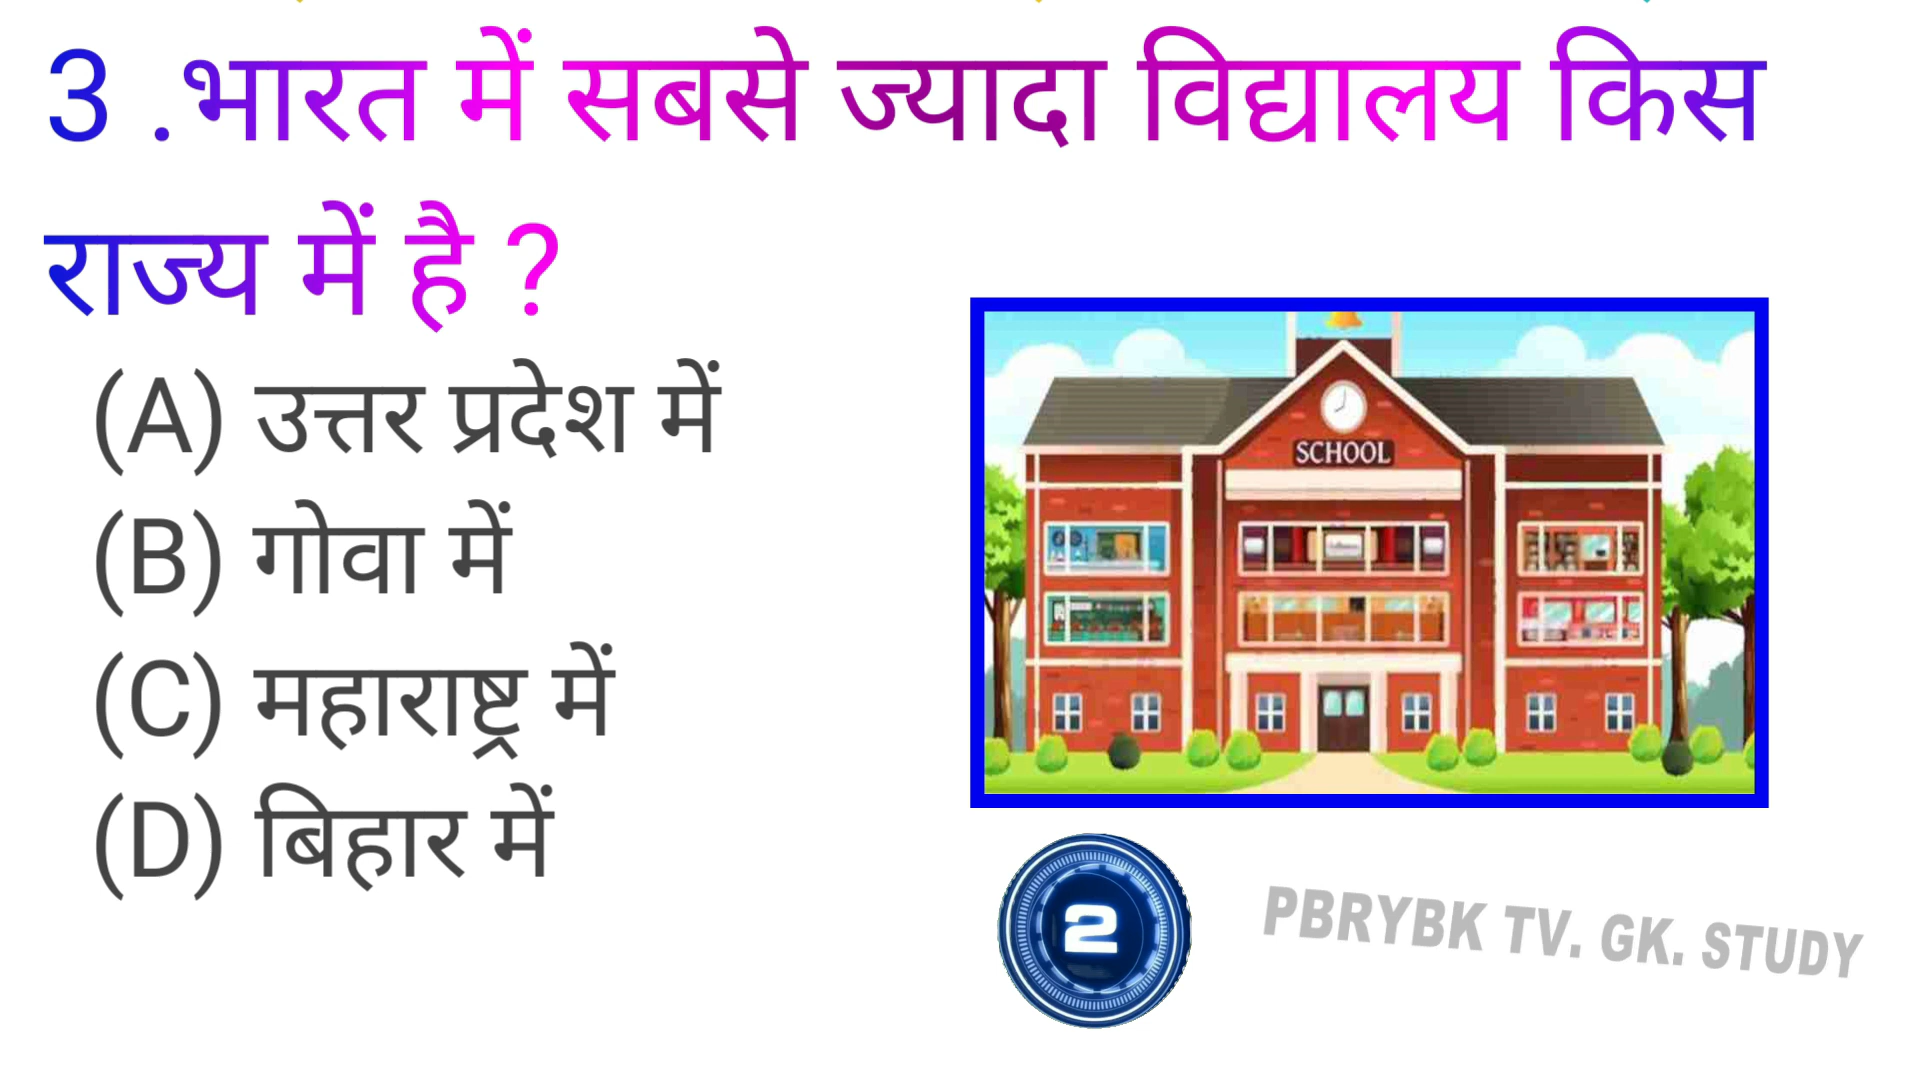 3 .भारत में सबसे ज्यादा विद्यालय किस
राज्य में है ?
(A) उत्तर प्रदेश में
(B) गोवा में
(C) महाराष्ट्र में
(D) बिहार में
SCHOOL
2
PBRYBK TV. GK. STUDY